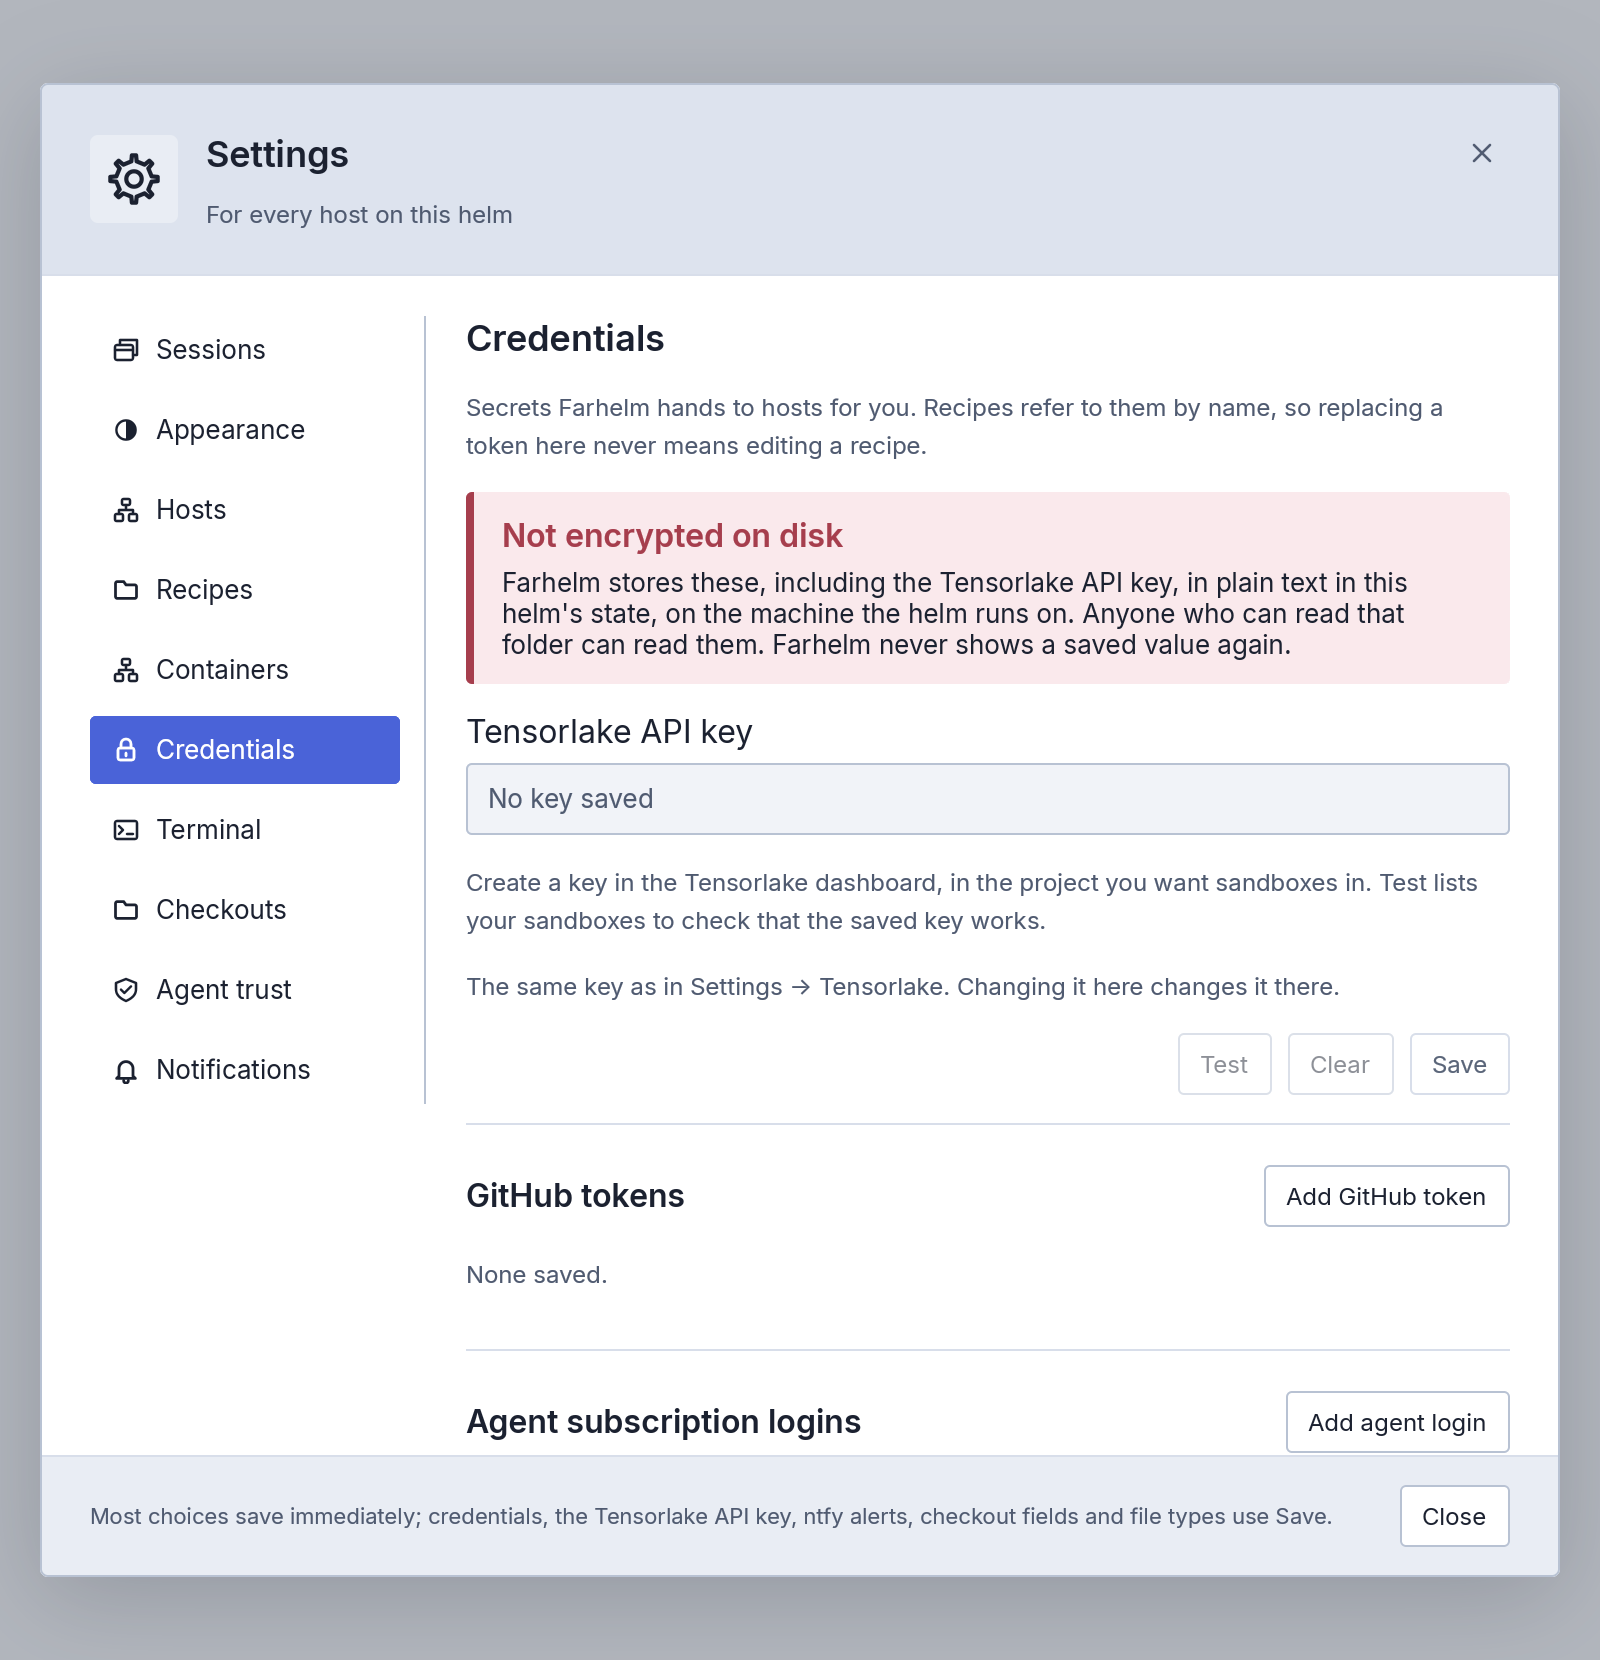 Settings
For every host on this helm
Sessions
Appearance
Hosts
Recipes
Containers
Credentials
Terminal
Checkouts
Agent trust
Notifications
Credentials
Secrets Farhelm hands to hosts for you. Recipes refer to them by name, so replacing a
token here never means editing a recipe.
Not encrypted on disk
Farhelm stores these, including the Tensorlake API key, in plain text in this
helm's state, on the machine the helm runs on. Anyone who can read that
folder can read them. Farhelm never shows a saved value again.
Tensorlake API key
No key saved
Create a key in the Tensorlake dashboard, in the project you want sandboxes in. Test lists
your sandboxes to check that the saved key works.
The same key as in Settings → Tensorlake. Changing it here changes it there.
Test Clear Save
GitHub tokens Add GitHub token
None saved.
Agent subscription logins Add agent login
Most choices save immediately; credentials, the Tensorlake API key, ntfy alerts, checkout fields and file types use Save. Close